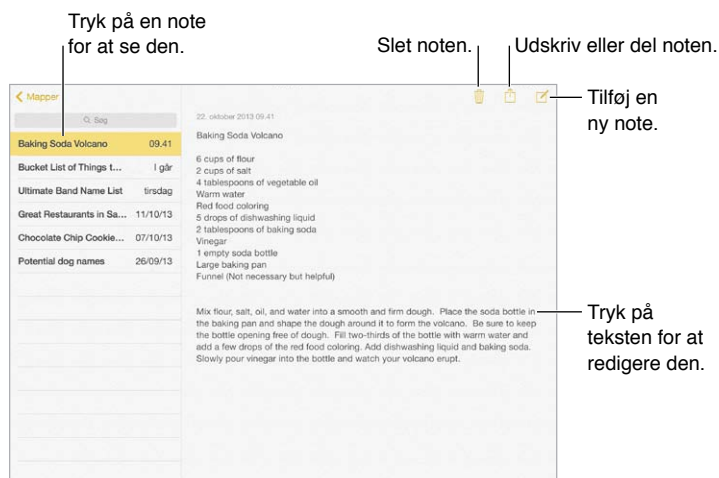 Tryk på en note
for at se den.
Slet noten.
Udskriv eller del noten.
Tilføj en
ny note.
Mapper
Søg
Baking Soda Volcano 09.41
Bucket List of Things t... I går
Ultimate Band Name List tirsdag
Great Restaurants in Sa... 11/10/13
Chocolate Chip Cookie... 07/10/13
Potential dog names 26/09/13
22. oktober 2013 09.41
Baking Soda Volcano
6 cups of flour
2 cups of salt
4 tablespoons of vegetable oil
Warm water
Red food coloring
5 drops of dishwashing liquid
2 tablespoons of baking soda
Vinegar
1 empty soda bottle
Large baking pan
Funnel (Not necessary but helpful)
Mix flour, salt, oil, and water into a smooth and firm dough. Place the soda bottle in
the baking pan and shape the dough around it to form the volcano. Be sure to keep
the bottle opening free of dough. Fill two-thirds of the bottle with warm water and
add a few drops of the red food coloring. Add dishwashing liquid and baking soda.
Slowly pour vinegar into the bottle and watch your volcano erupt.
Tryk på
teksten for at
redigere den.